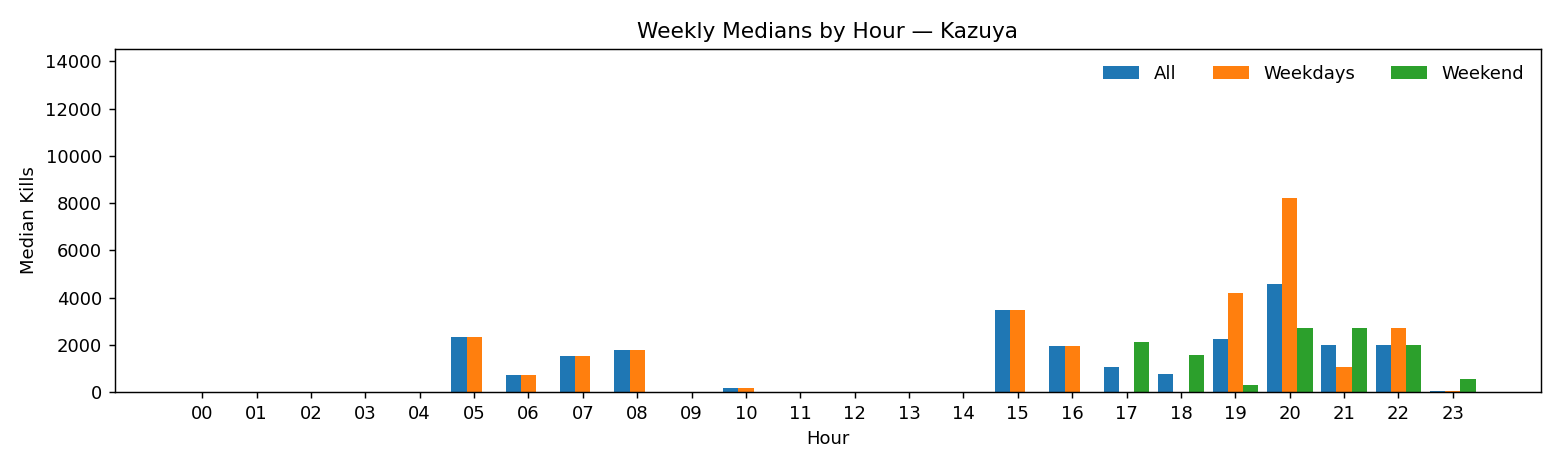 Weekly Medians by Hour — Kazuya
All Weekdays Weekend
Median Kills
14000
12000
10000
8000
6000
4000
2000
0
00 01 02 03 04 05 06 07 08 09 10 11 12 13 14 15 16 17 18 19 20 21 22 23
Hour